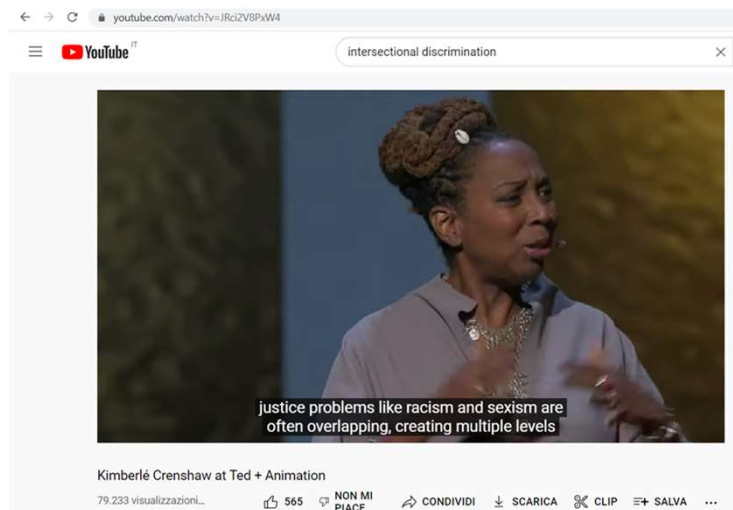 youtube.com/watch?v=JRci2V8PxW4
YouTube IT
intersectional discrimination
justice problems like racism and sexism are
often overlapping, creating multiple levels
Kimberlé Crenshaw at Ted + Animation
79.233 visualizzazioni...
565
NON MI
PIACE
CONDIVIDI
SCARICA
CLIP
SALVA